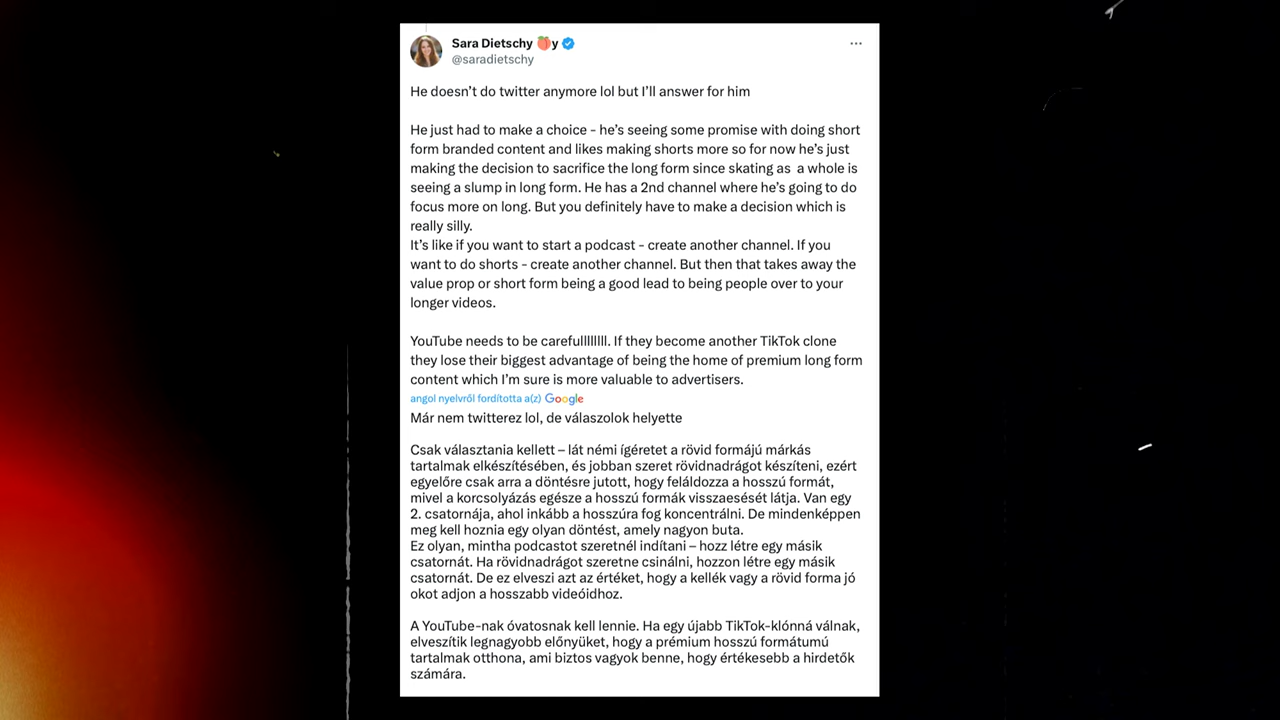 Sara Dietschy 🍑y
@saradietschy
He doesn’t do twitter anymore lol but I’ll answer for him
He just had to make a choice - he’s seeing some promise with doing short
form branded content and likes making shorts more so for now he’s just
making the decision to sacrifice the long form since skating as a whole is
seeing a slump in long form. He has a 2nd channel where he’s going to do
focus more on long. But you definitely have to make a decision which is
really silly.
It’s like if you want to start a podcast - create another channel. If you
want to do shorts - create another channel. But then that takes away the
value prop or short form being a good lead to being people over to your
longer videos.
YouTube needs to be carefullllllll. If they become another TikTok clone
they lose their biggest advantage of being the home of premium long form
content which I’m sure is more valuable to advertisers.
angol nyelvről fordította a(z) Google
Már nem twitterez lol, de válaszolok helyette
Csak választania kellett – lát némi ígéretet a rövid formájú márkás
tartalmak elkészítésében, és jobban szeret rövidnadrágot készíteni, ezért
egyelőre csak arra a döntésre jutott, hogy feláldozza a hosszú formát,
mivel a korcsolyázás egésze a hosszú formák visszaesését látja. Van egy
2. csatornája, ahol inkább a hosszúra fog koncentrálni. De mindenképpen
meg kell hoznia egy olyan döntést, amely nagyon buta.
Ez olyan, mintha podcastot szeretnél indítani – hozz létre egy másik
csatornát. Ha rövidnadrágot szeretne csinálni, hozzon létre egy másik
csatornát. De ez elveszi azt az értéket, hogy a kellék vagy a rövid forma jó
okot adjon a hosszabb videóidhoz.
A YouTube-nak óvatosnak kell lennie. Ha egy újabb TikTok-klónná válnak,
elveszítik legnagyobb előnyüket, hogy a prémium hosszú formátumú
tartalmak otthona, ami biztos vagyok benne, hogy értékesebb a hirdetők
számára.